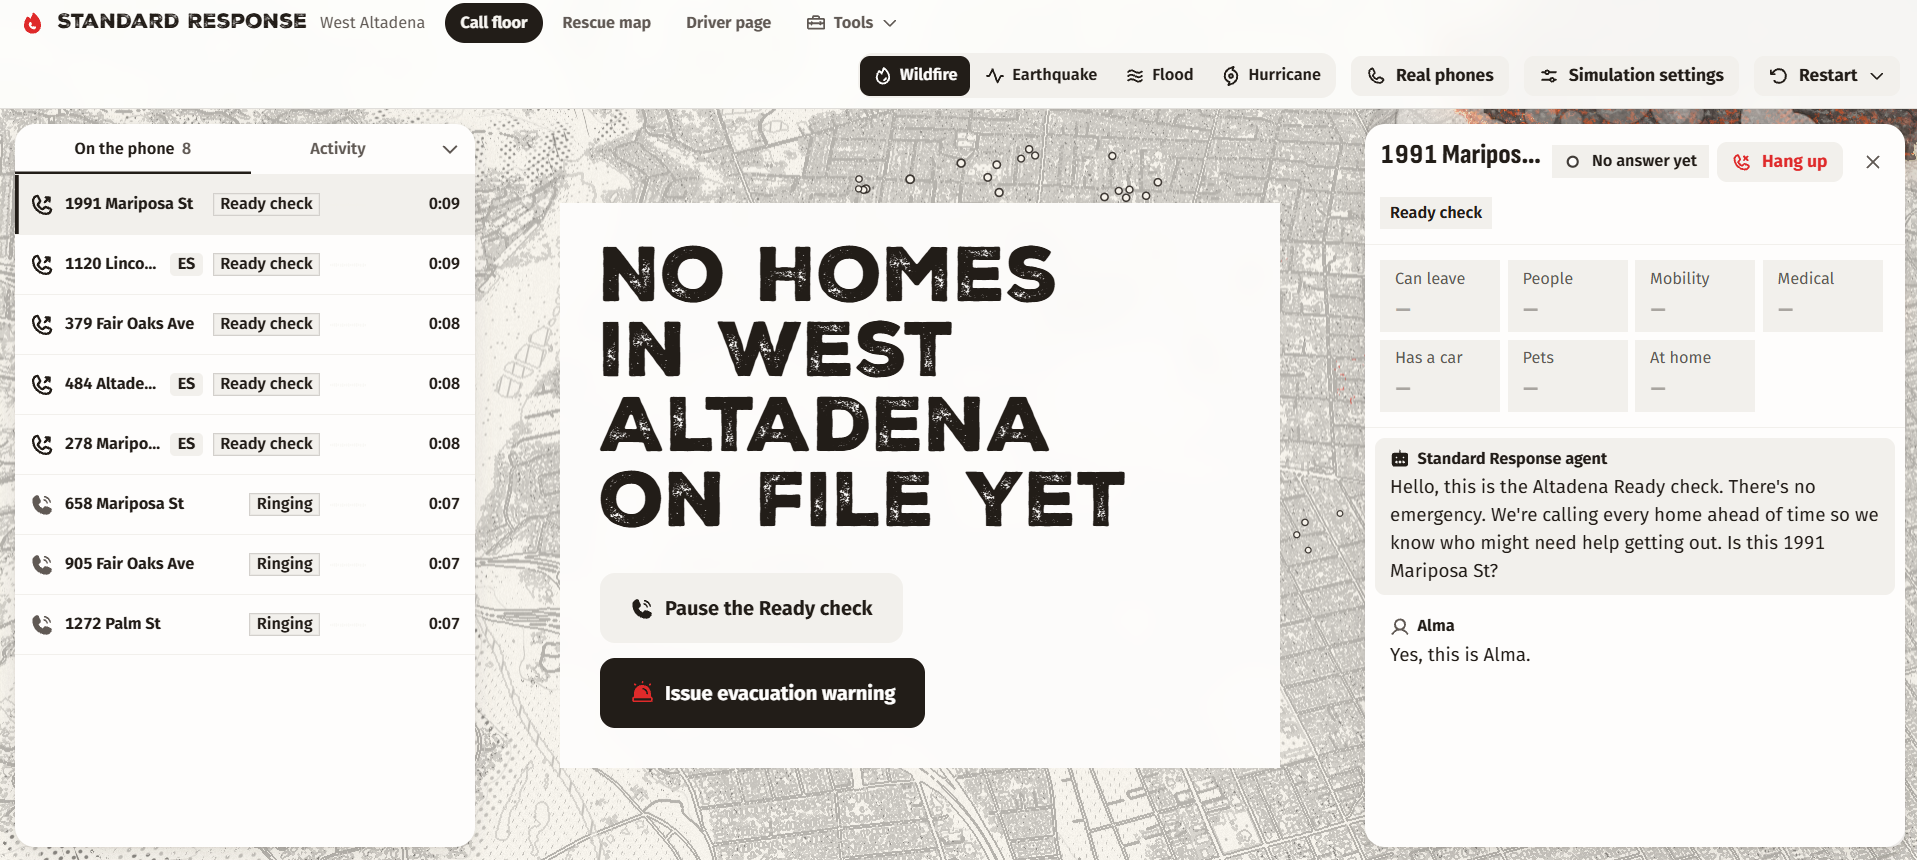 STANDARD RESPONSE West Altadena Call floor Rescue map Driver page Tools
Wildfire Earthquake Flood Hurricane Real phones Simulation settings Restart
On the phone 8 Activity
1991 Mariposa St Ready check 0:09
1120 Linco... ES Ready check 0:09
379 Fair Oaks Ave Ready check 0:08
484 Altade... ES Ready check 0:08
278 Maripo... ES Ready check 0:08
658 Mariposa St Ringing 0:07
905 Fair Oaks Ave Ringing 0:07
1272 Palm St Ringing 0:07
NO HOMES
IN WEST
ALTADENA
ON FILE YET
Pause the Ready check
Issue evacuation warning
1991 Maripos... No answer yet Hang up
Ready check
Can leave People Mobility Medical
— — — —
Has a car Pets At home
— — —
Standard Response agent
Hello, this is the Altadena Ready check. There's no
emergency. We're calling every home ahead of time so we
know who might need help getting out. Is this 1991
Mariposa St?
Alma
Yes, this is Alma.